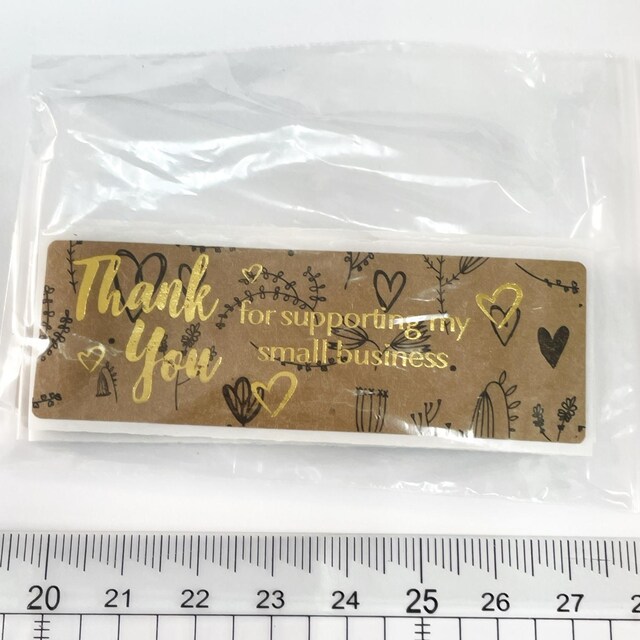 Thank
You
for supporting my
small business
20 21 22 23 24 25 26 27